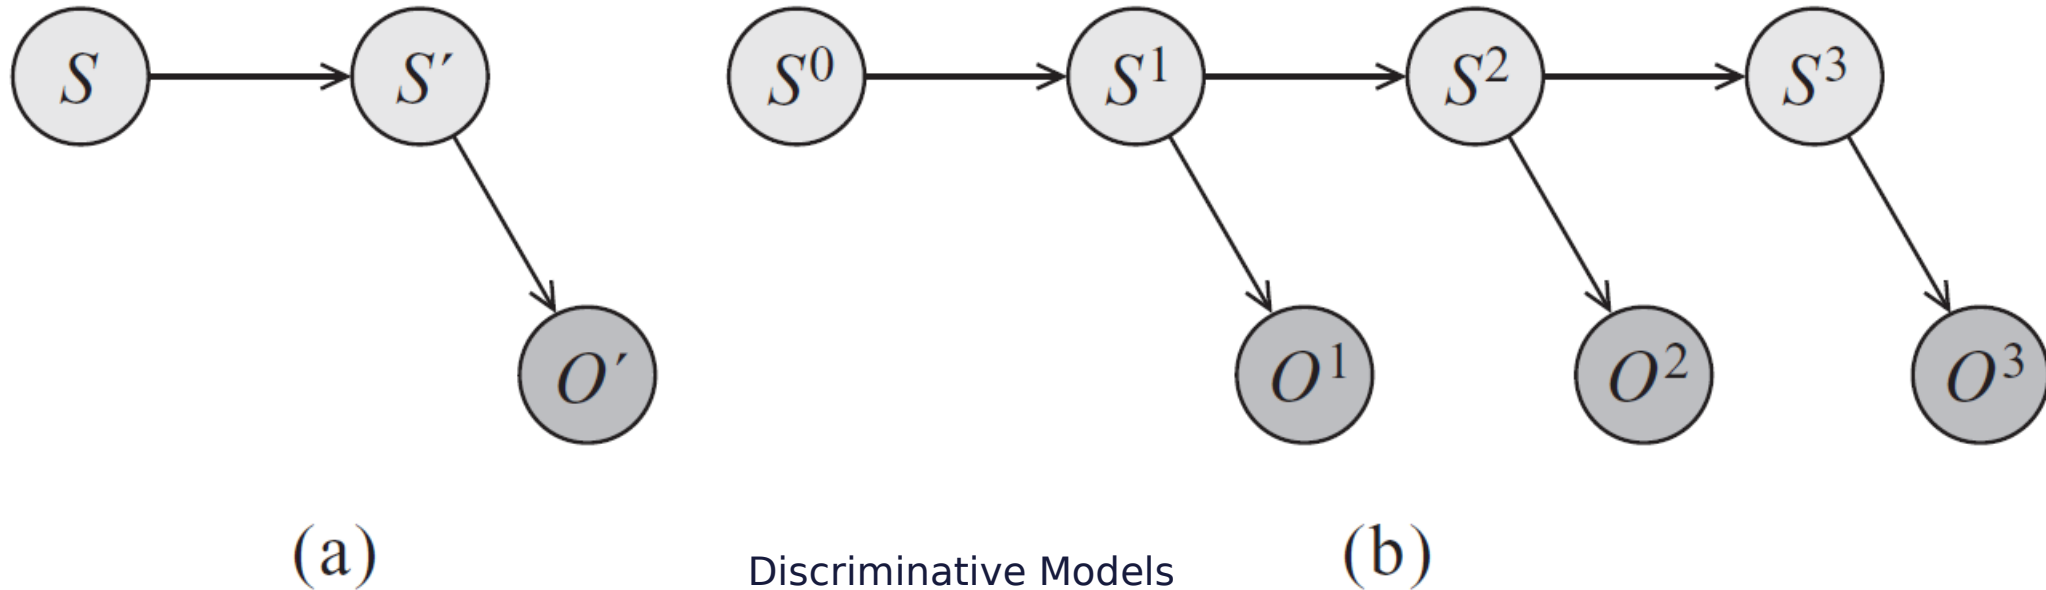 S S′ S⁰ S¹ S² S³
O′ O¹ O² O³
(a) Discriminative Models (b)